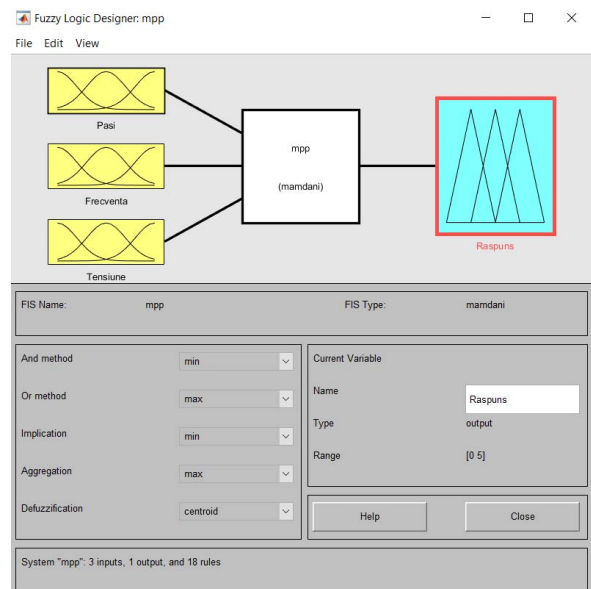 Fuzzy Logic Designer: mpp
File Edit View
Pasi
Frecventa
Tensiune
mpp
(mamdani)
Raspuns
FIS Name: mpp FIS Type: mamdani
And method min
Or method max
Implication min
Aggregation max
Defuzzification centroid
Current Variable
Name Raspuns
Type output
Range [0 5]
Help Close
System "mpp": 3 inputs, 1 output, and 18 rules